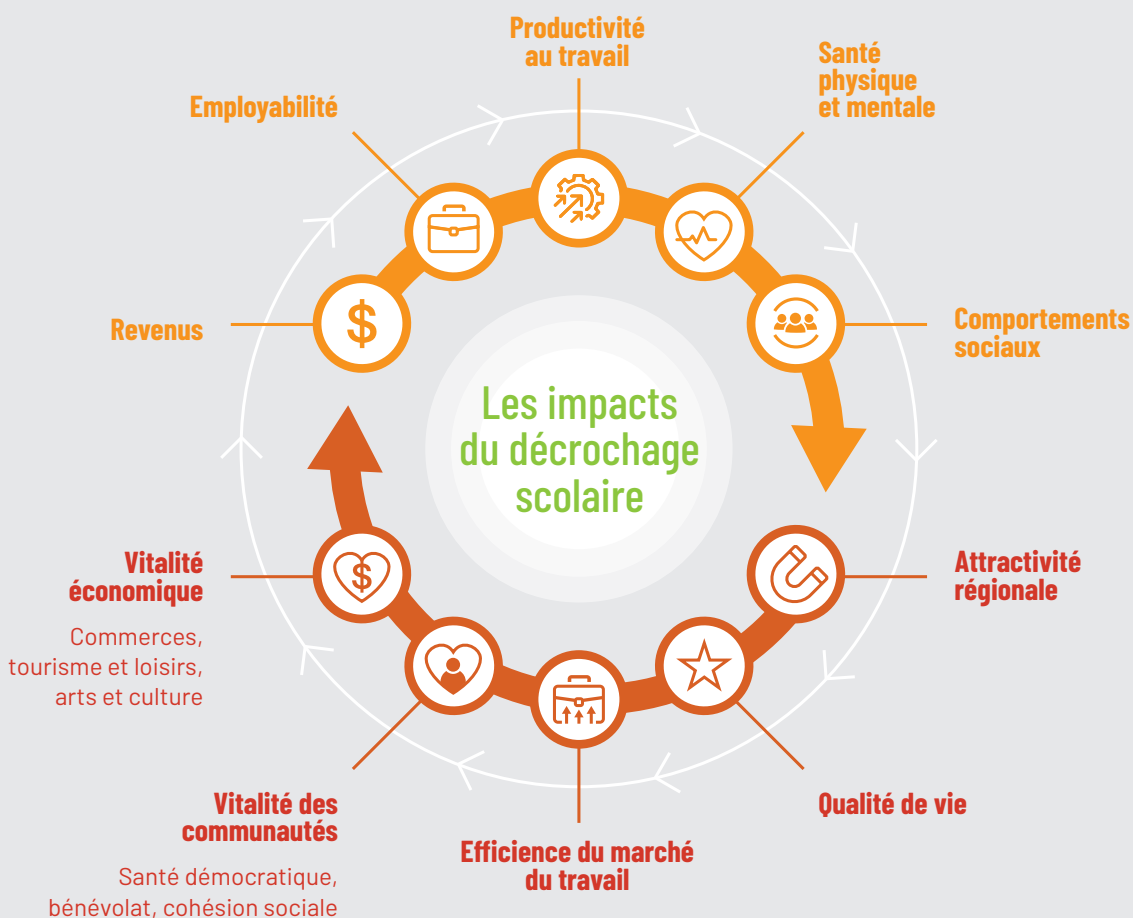 Productivité
au travail
Santé
physique
et mentale
Employabilité
Revenus
$
Comportements
sociaux
Les impacts
du décrochage
scolaire
Vitalité
économique
Commerces,
tourisme et loisirs,
arts et culture
$
Attractivité
régionale
Vitalité des
communautés
Santé démocratique,
bénévolat, cohésion sociale
Efficience du marché
du travail
Qualité de vie